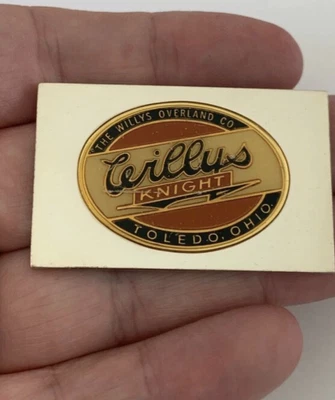 THE WILLYS OVERLAND CO
Willys
KNIGHT
TOLEDO, OHIO.